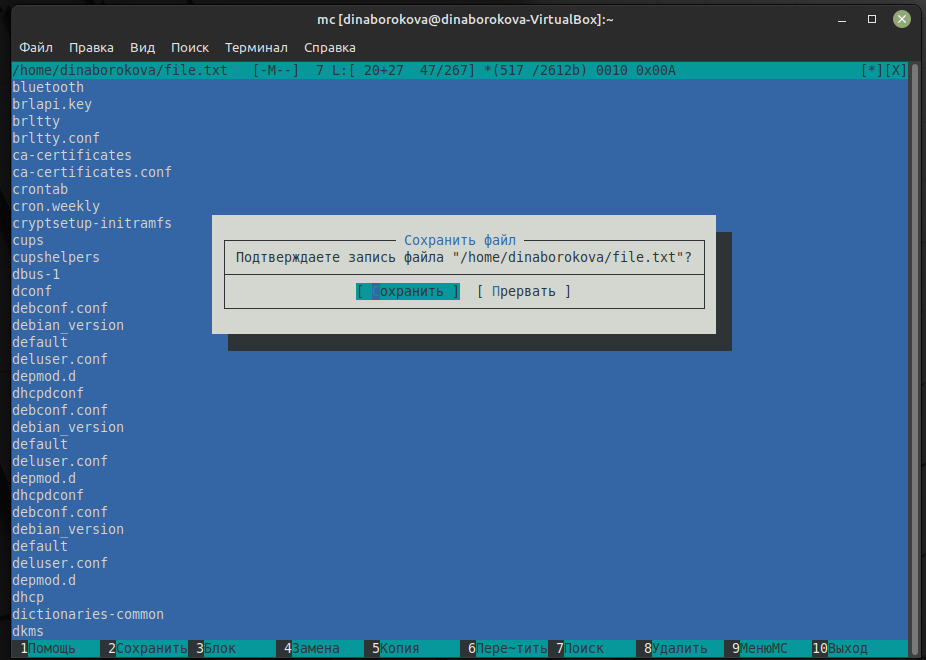 mc [dinaborokova@dinaborokova-VirtualBox]:~
Файл Правка Вид Поиск Терминал Справка
/home/dinaborokova/file.txt [-M--] 7 L:[ 20+27 47/267] *(517 /2612b) 0010 0x00A [*][X]
bluetooth
brlapi.key
brltty
brltty.conf
ca-certificates
ca-certificates.conf
crontab
cron.weekly
cryptsetup-initramfs
cups
cupshelpers
dbus-1
dconf
debconf.conf
debian_version
default
deluser.conf
depmod.d
dhcpdconf
debconf.conf
debian_version
default
deluser.conf
depmod.d
dhcpdconf
debconf.conf
debian_version
default
deluser.conf
depmod.d
dhcp
dictionaries-common
dkms
Сохранить файл
Подтверждаете запись файла "/home/dinaborokova/file.txt"?
[ Сохранить ] [ Прервать ]
1Помощь 2Сохранить 3Блок 4Замена 5Копия 6Пере~тить 7Поиск 8Удалить 9МенюМС 10Выход